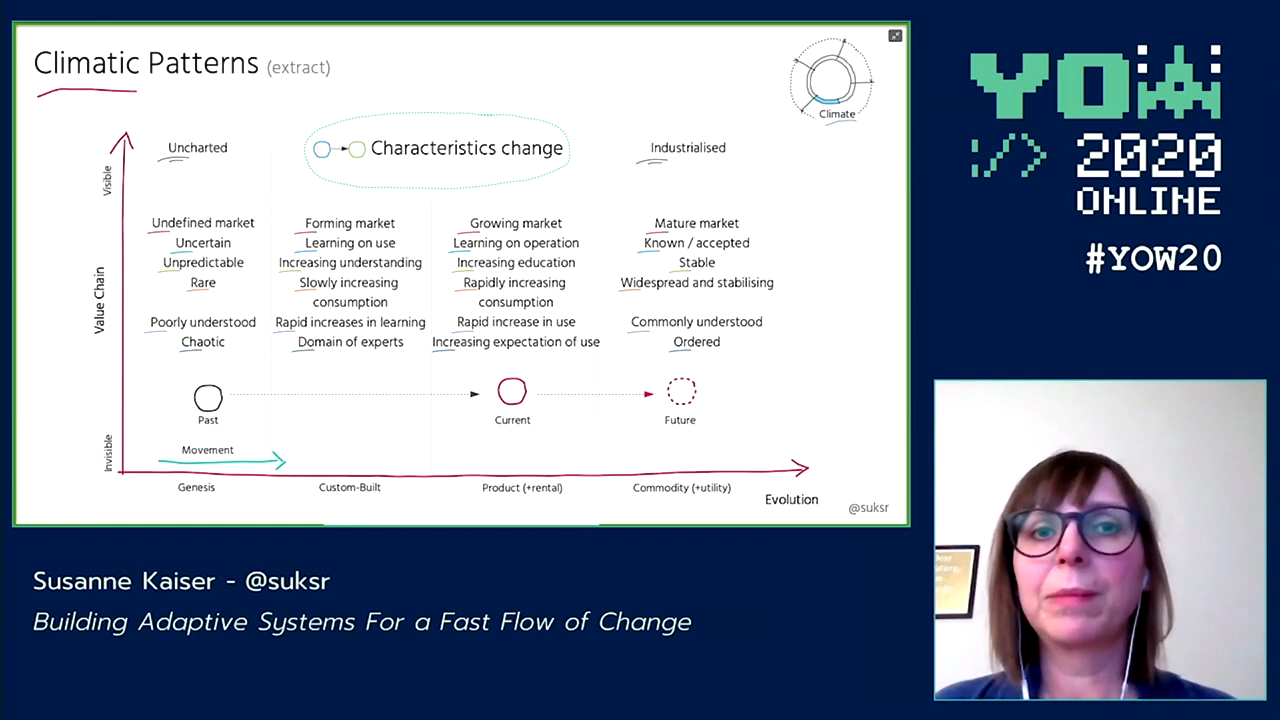 Climatic Patterns (extract)
Climate
Uncharted
Characteristics change
Industrialised
Visible
Value Chain
Invisible
Undefined market
Uncertain
Unpredictable
Rare
Poorly understood
Chaotic
Forming market
Learning on use
Increasing understanding
Slowly increasing
consumption
Rapid increases in learning
Domain of experts
Growing market
Learning on operation
Increasing education
Rapidly increasing
consumption
Rapid increase in use
Increasing expectation of use
Mature market
Known / accepted
Stable
Widespread and stabilising
Commonly understood
Ordered
Past
Current
Future
Movement
Genesis
Custom-Built
Product (+rental)
Commodity (+utility)
Evolution
@suksr
YOW
:/> 2020
ONLINE
#YOW20
Susanne Kaiser - @suksr
Building Adaptive Systems For a Fast Flow of Change